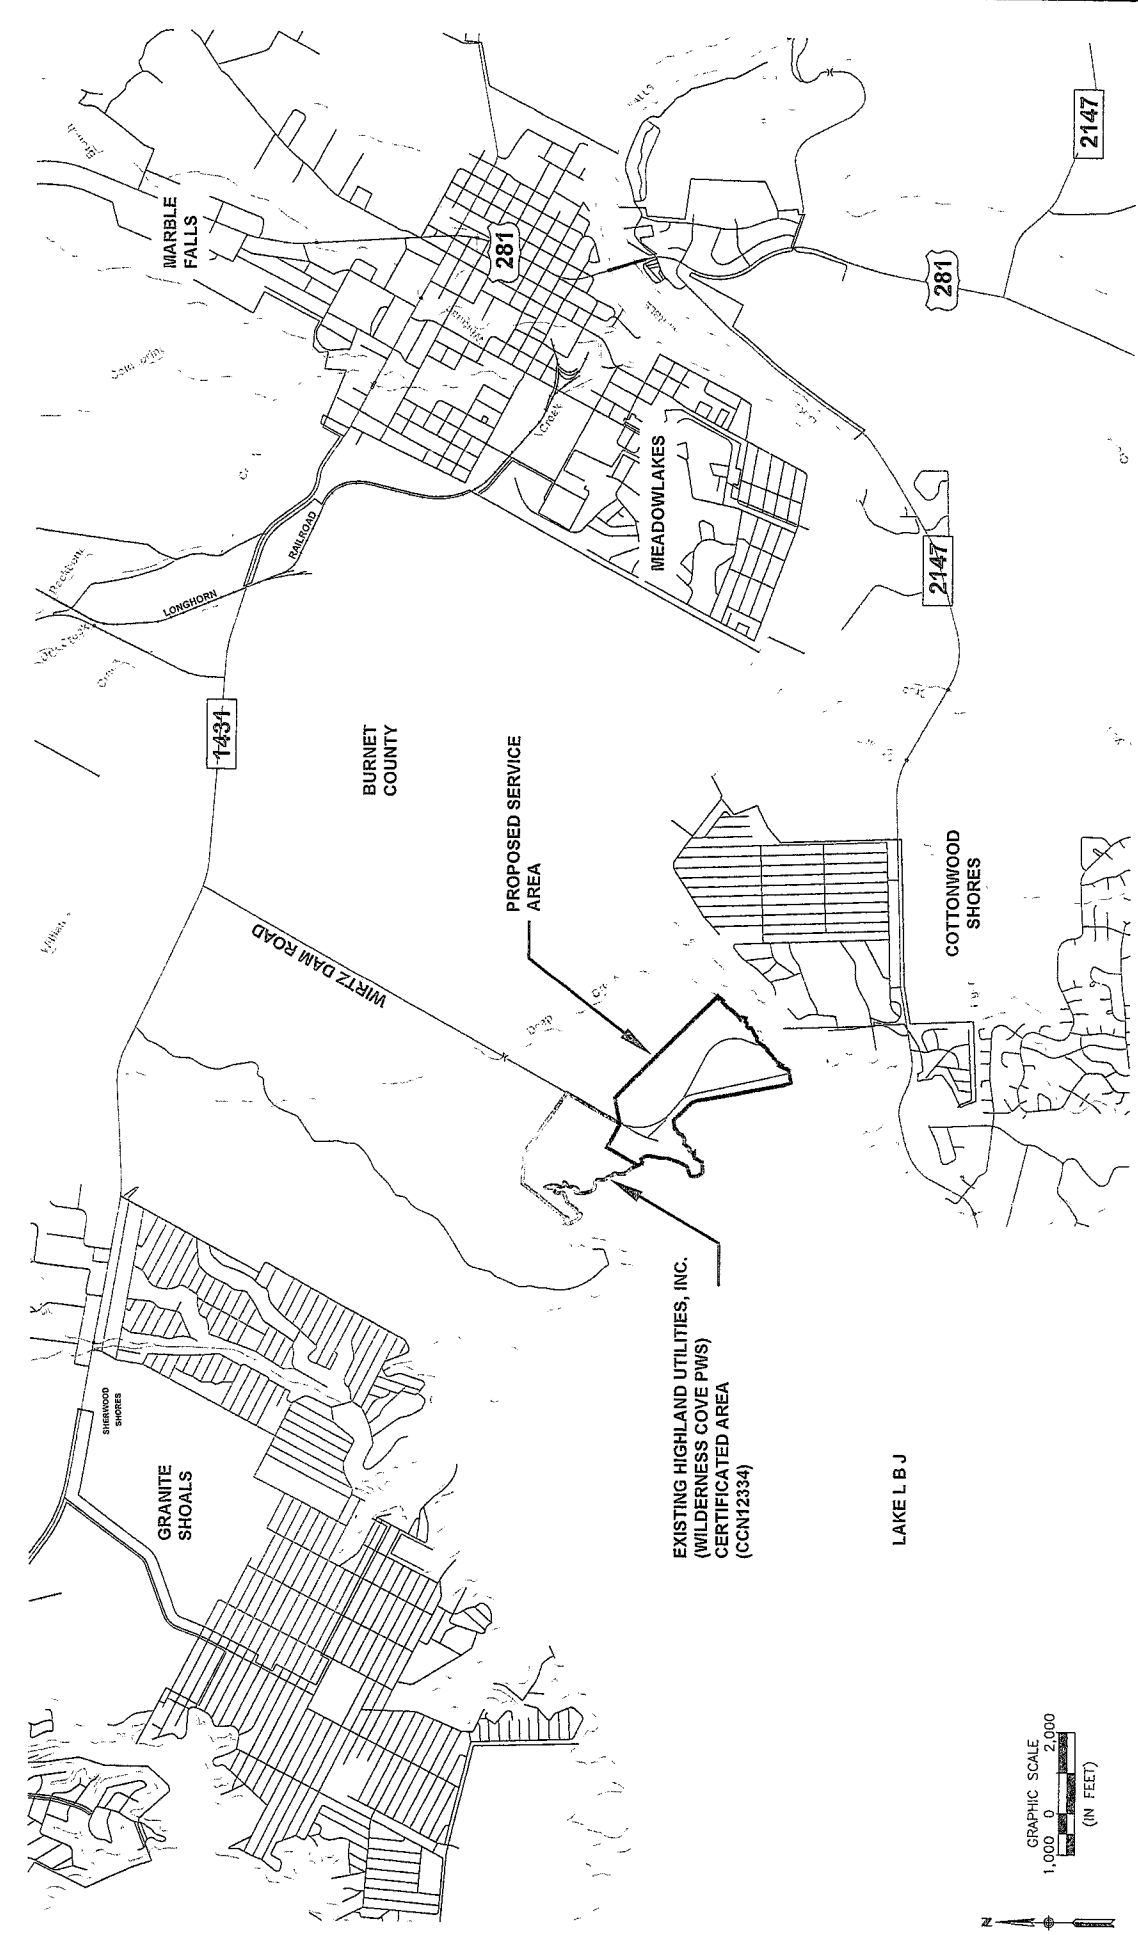 MARBLE
FALLS
281
281
2147
2147
MEADOWLAKES
LONGHORN
RAILROAD
Creek
1431
BURNET
COUNTY
WIRTZ DAM ROAD
PROPOSED SERVICE
AREA
COTTONWOOD
SHORES
SHERWOOD
SHORES
GRANITE
SHOALS
EXISTING HIGHLAND UTILITIES, INC.
(WILDERNESS COVE PWS)
CERTIFICATED AREA
(CCN12334)
LAKE L B J
GRAPHIC SCALE
1,000 0 2,000
(IN FEET)
N